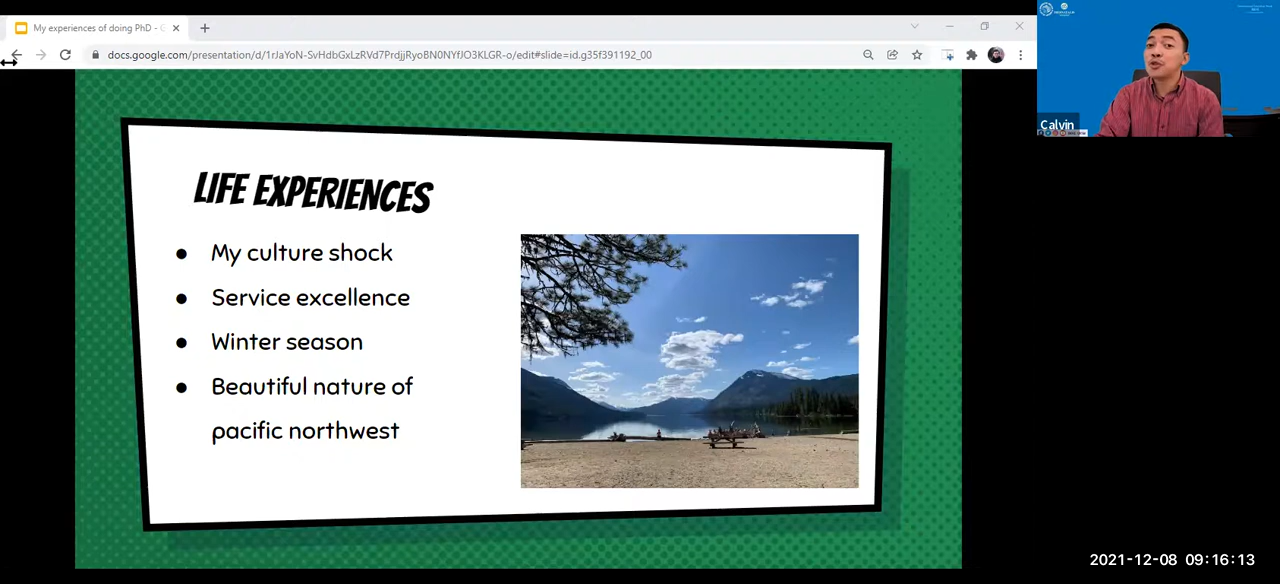 My experiences of doing PhD - G
docs.google.com/presentation/d/1rJaYoN-SvHdbGxLzRVd7PrdjjRyoBN0NYfJO3KLGR-o/edit#slide=id.g35f391192_00
Calvin
LIFE EXPERIENCES
● My culture shock
● Service excellence
● Winter season
● Beautiful nature of
pacific northwest
2021-12-08 09:16:13